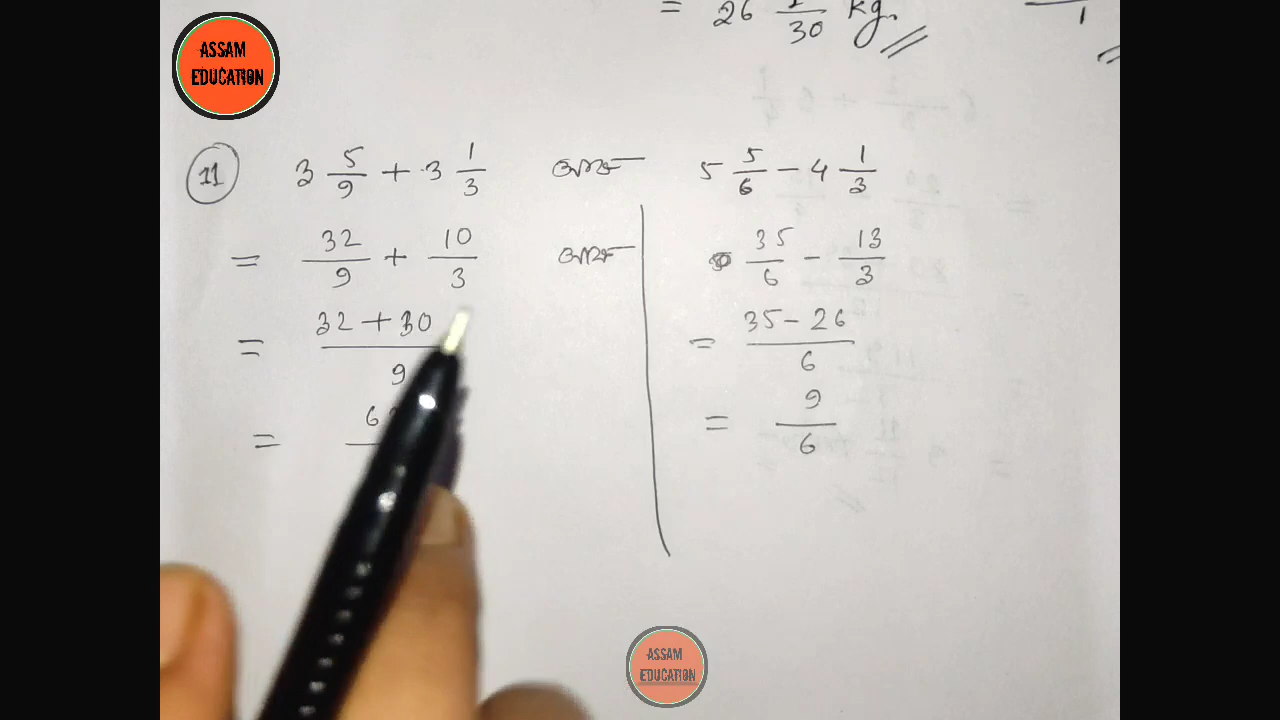 = 26 1/30 kg.
1
ASSAM
EDUCATION
11 3 5/9 + 3 1/3 আৰু 5 5/6 - 4 1/3
= 32/9 + 10/3 আৰু 35/6 - 13/3
= (32 + 30)/9
= (35 - 26)/6
= 6
= 9/6
ASSAM
EDUCATION